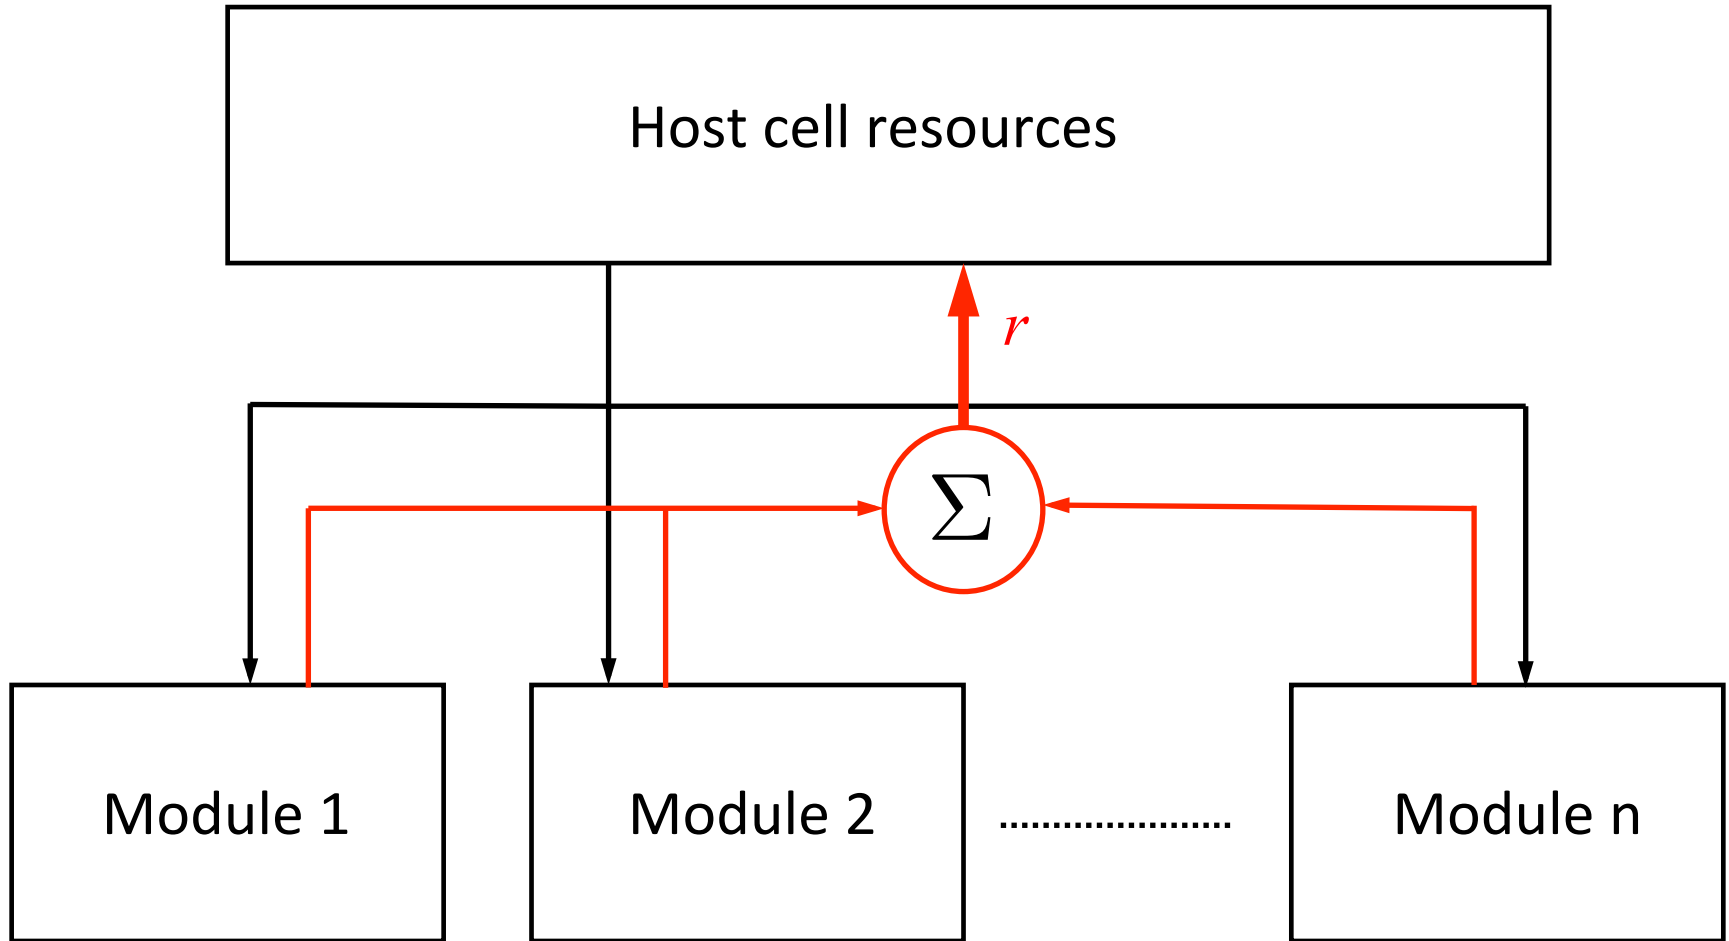 Host cell resources
r
∑
Module 1
Module 2
.....................
Module n